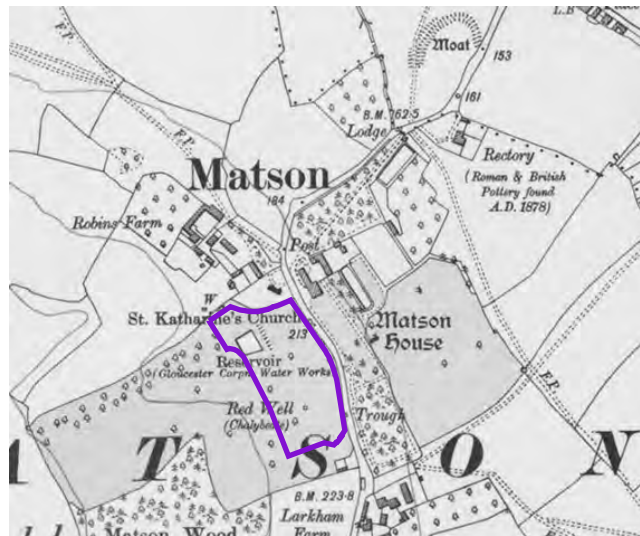 L.B
F.P.
Moat
153
161
B.M. 162·5
Lodge
F.P.
Rectory
(Roman & British
Pottery found
A.D. 1878)
Matson
184
Robins Farm
Post
W
St. Katharine's Church
213
Matson
House
Reservoir
(Gloucester Corpn. Water Works)
F.P.
Red Well
(Chalybeate)
Trough
A T S O N
B.M. 223·8
Larkham
Farm
Matson Wood